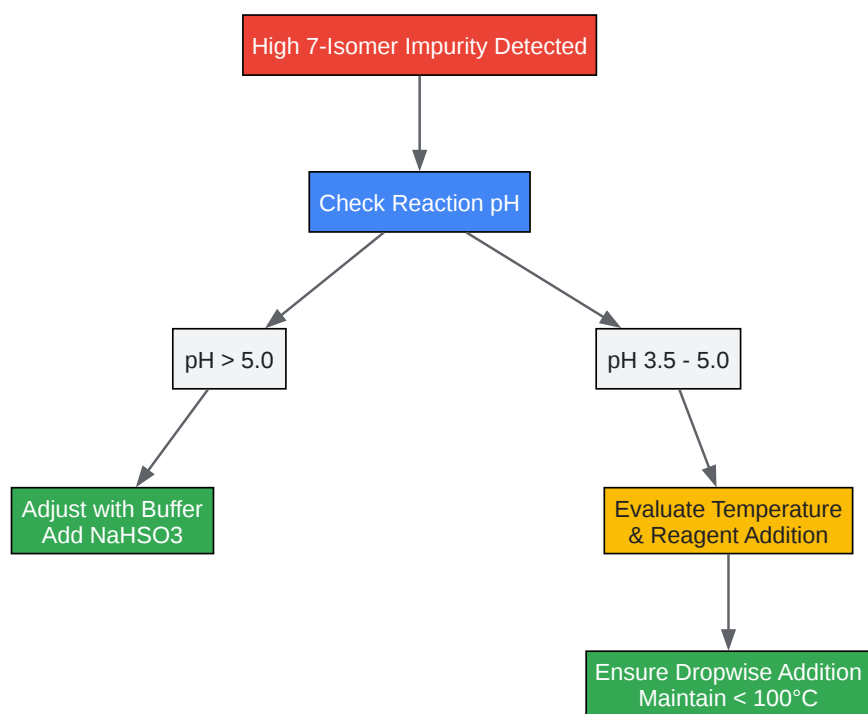 High 7-Isomer Impurity Detected
Check Reaction pH
pH > 5.0
pH 3.5 - 5.0
Adjust with Buffer
Add NaHSO3
Evaluate Temperature
& Reagent Addition
Ensure Dropwise Addition
Maintain < 100°C